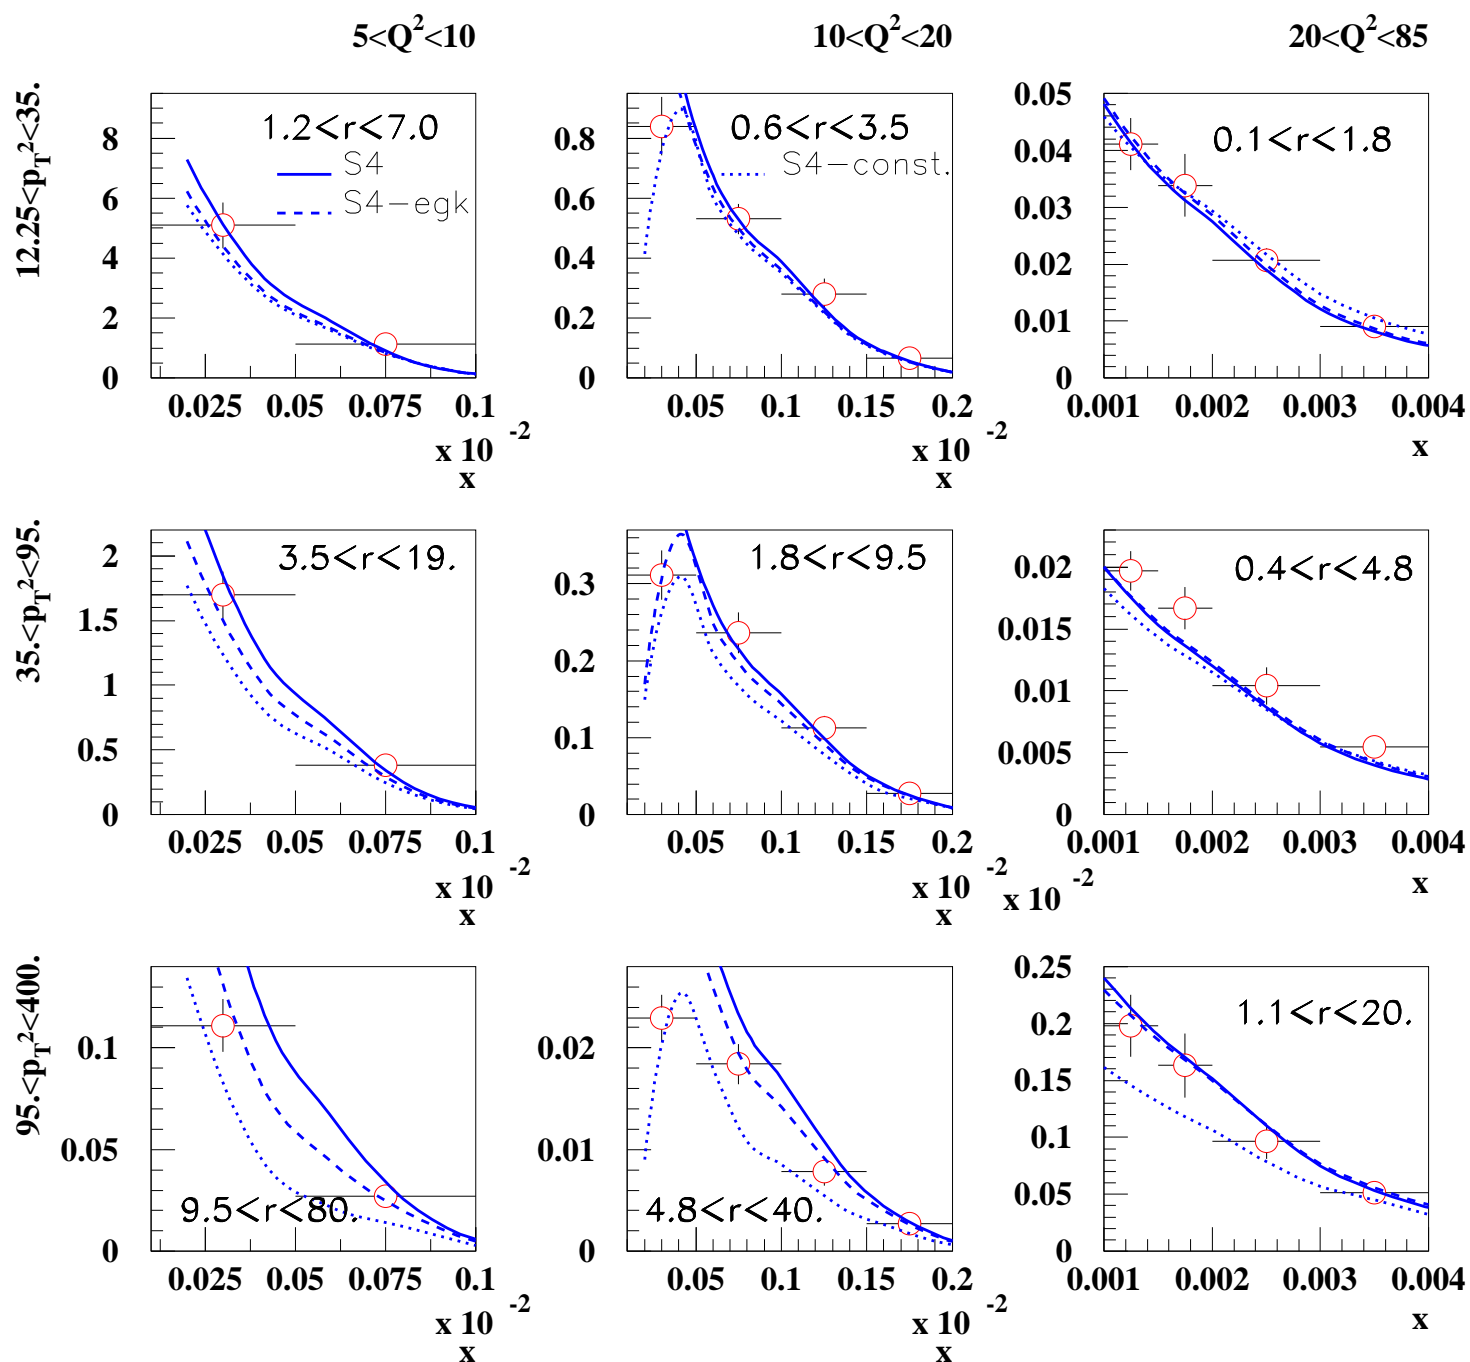 5<Q²<10
10<Q²<20
20<Q²<85
12.25<p_T²<35.
8
6
4
2
0
1.2<r<7.0
S4
S4-egk
0.025 0.05 0.075 0.1
x 10⁻²
x
0.8
0.6
0.4
0.2
0
0.6<r<3.5
S4-const.
0.05 0.1 0.15 0.2
x 10⁻²
x
0.05
0.04
0.03
0.02
0.01
0
0.1<r<1.8
0.001 0.002 0.003 0.004
x
35.<p_T²<95.
2
1.5
1
0.5
0
3.5<r<19.
0.025 0.05 0.075 0.1
x 10⁻²
x
0.3
0.2
0.1
0
1.8<r<9.5
0.05 0.1 0.15 0.2
x 10⁻²
x
0.02
0.015
0.01
0.005
0
0.4<r<4.8
0.001 0.002 0.003 0.004
x
95.<p_T²<400.
0.1
0.05
0
9.5<r<80.
0.025 0.05 0.075 0.1
x 10⁻²
x
0.02
0.01
0
4.8<r<40.
0.05 0.1 0.15 0.2
x 10⁻²
x
x 10⁻²
0.25
0.2
0.15
0.1
0.05
0
1.1<r<20.
0.001 0.002 0.003 0.004
x